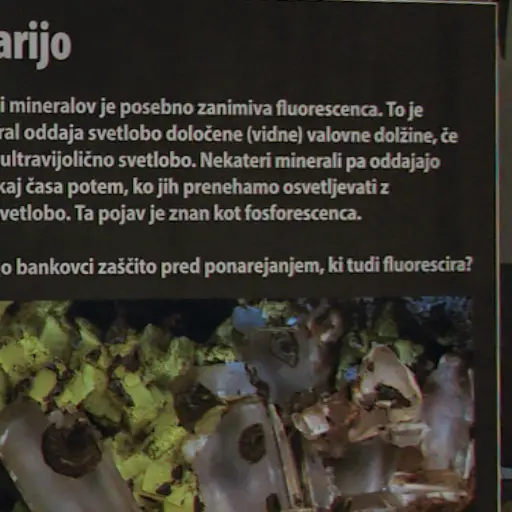 arijo
i mineralov je posebno zanimiva fluorescenca. To je
ral oddaja svetlobo določene (vidne) valovne dolžine, če
ultravijolično svetlobo. Nekateri minerali pa oddajajo
kaj časa potem, ko jih prenehamo osvetljevati z
vetlobo. Ta pojav je znan kot fosforescenca.
o bankovci zaščito pred ponarejanjem, ki tudi fluorescira?